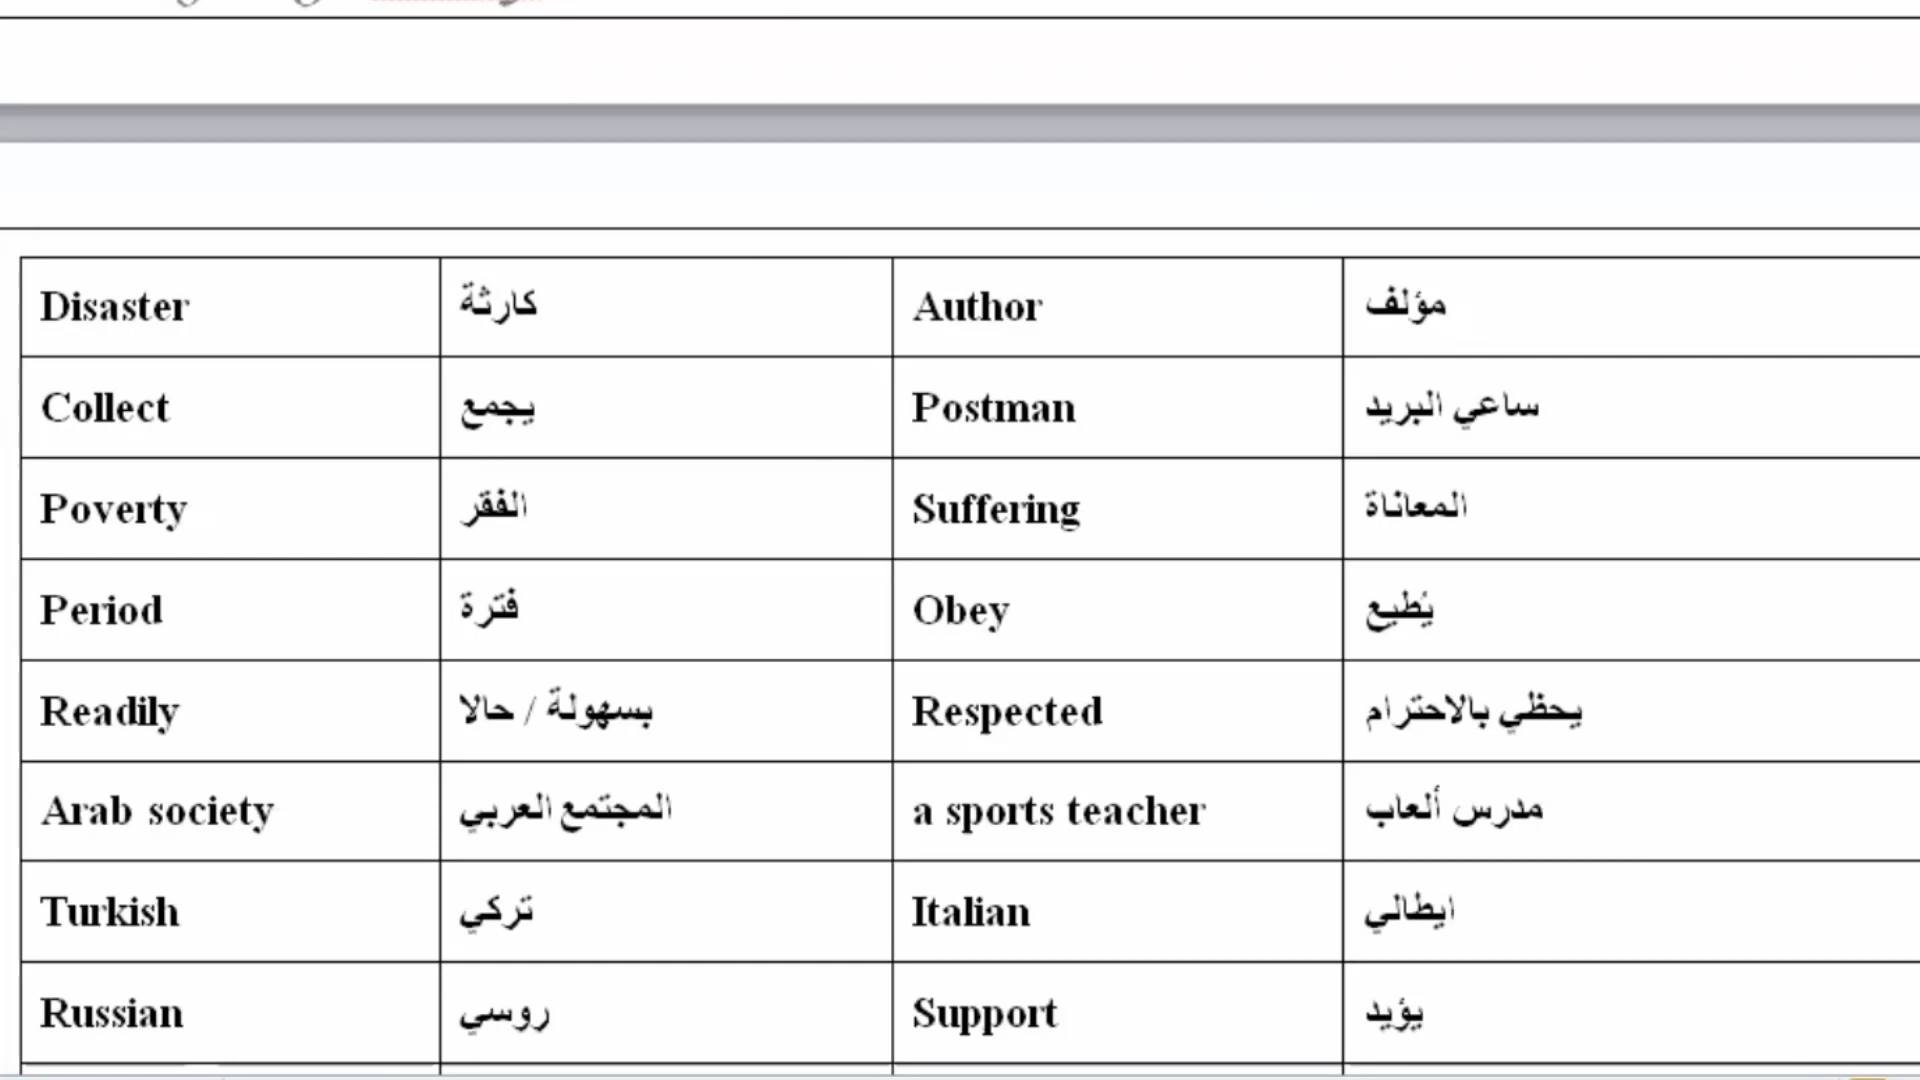 Disaster كارثة Author مؤلف
Collect يجمع Postman ساعي البريد
Poverty الفقر Suffering المعاناة
Period فترة Obey يُطيع
Readily بسهولة / حالا Respected يحظي بالاحترام
Arab society المجتمع العربي a sports teacher مدرس ألعاب
Turkish تركي Italian ايطالي
Russian روسي Support يؤيد